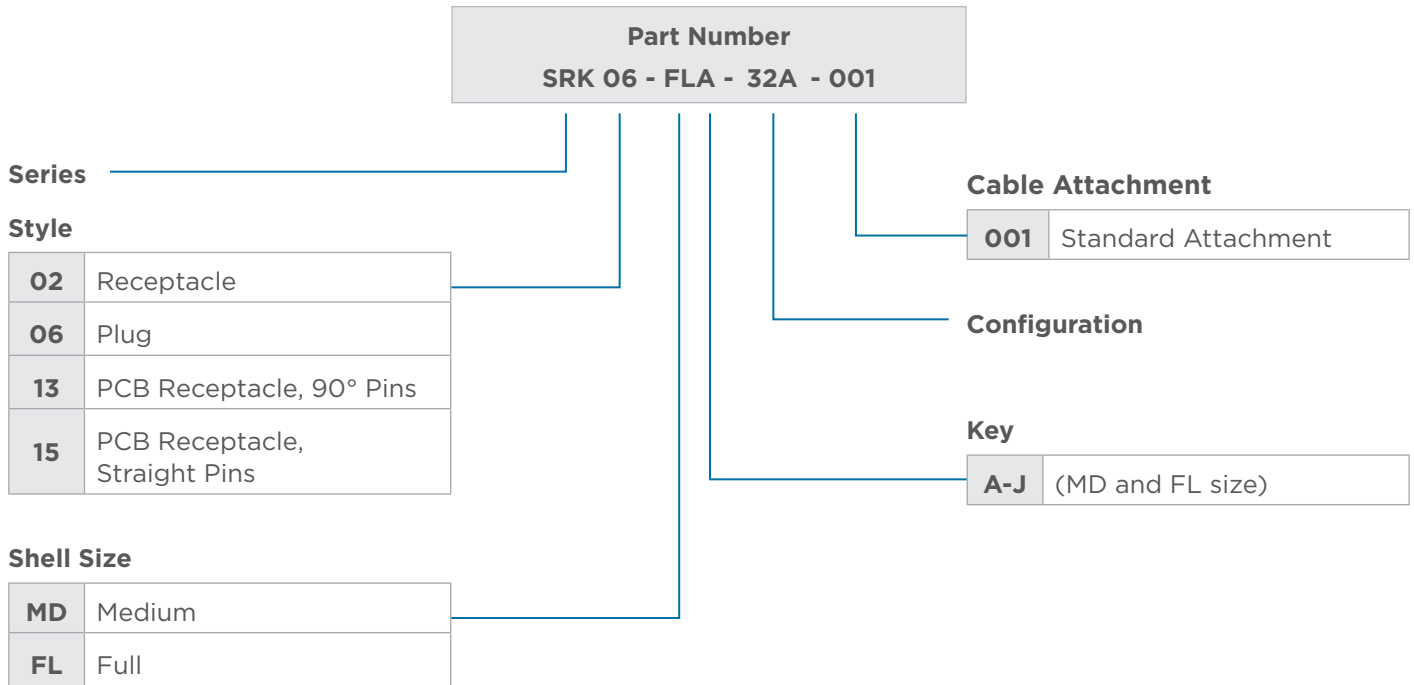 Part Number
SRK 06 - FLA - 32A - 001
Series
Style
02 Receptacle
06 Plug
13 PCB Receptacle, 90° Pins
15 PCB Receptacle,
Straight Pins
Shell Size
MD Medium
FL Full
Cable Attachment
001 Standard Attachment
Configuration
Key
A-J (MD and FL size)